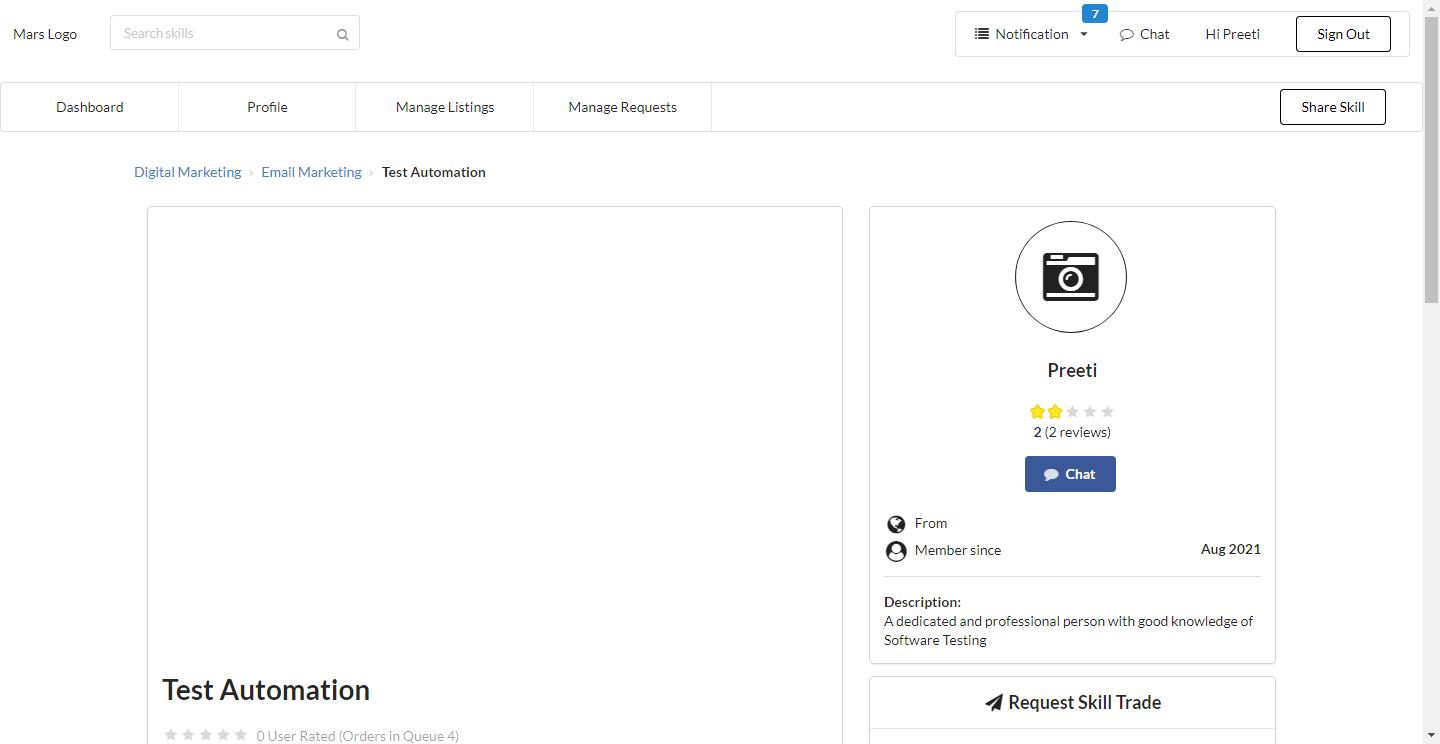 Mars Logo
Search skills
7
Notification
Chat
Hi Preeti
Sign Out
Dashboard
Profile
Manage Listings
Manage Requests
Share Skill
Digital Marketing › Email Marketing › Test Automation
Preeti
2 (2 reviews)
Chat
From
Member since Aug 2021
Description:
A dedicated and professional person with good knowledge of
Software Testing
Test Automation
0 User Rated (Orders in Queue 4)
Request Skill Trade